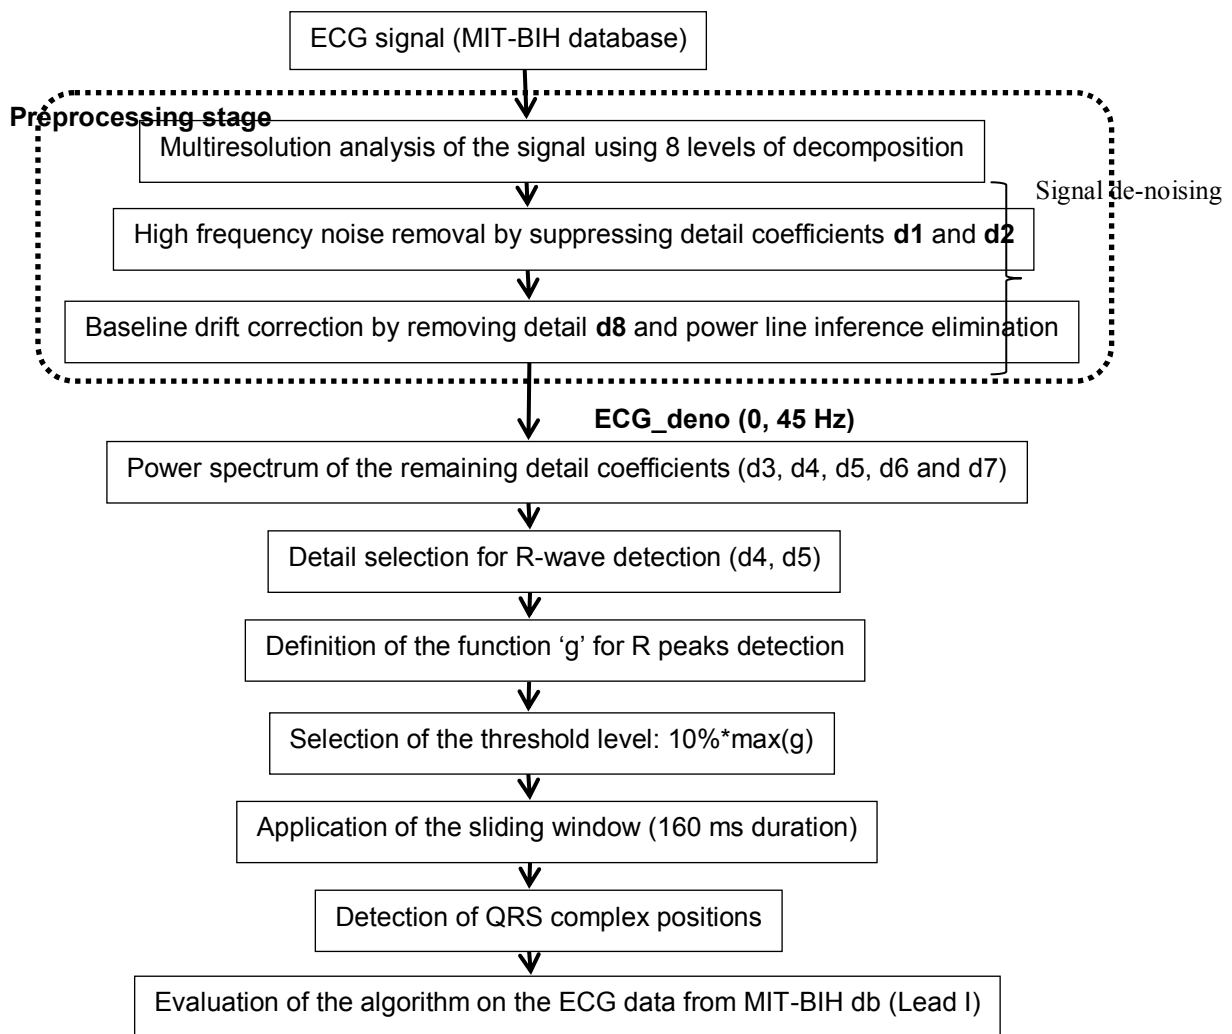 ECG signal (MIT-BIH database)
Preprocessing stage
Multiresolution analysis of the signal using 8 levels of decomposition
Signal de-noising
High frequency noise removal by suppressing detail coefficients d1 and d2
Baseline drift correction by removing detail d8 and power line inference elimination
ECG_deno (0, 45 Hz)
Power spectrum of the remaining detail coefficients (d3, d4, d5, d6 and d7)
Detail selection for R-wave detection (d4, d5)
Definition of the function ‘g’ for R peaks detection
Selection of the threshold level: 10%*max(g)
Application of the sliding window (160 ms duration)
Detection of QRS complex positions
Evaluation of the algorithm on the ECG data from MIT-BIH db (Lead I)